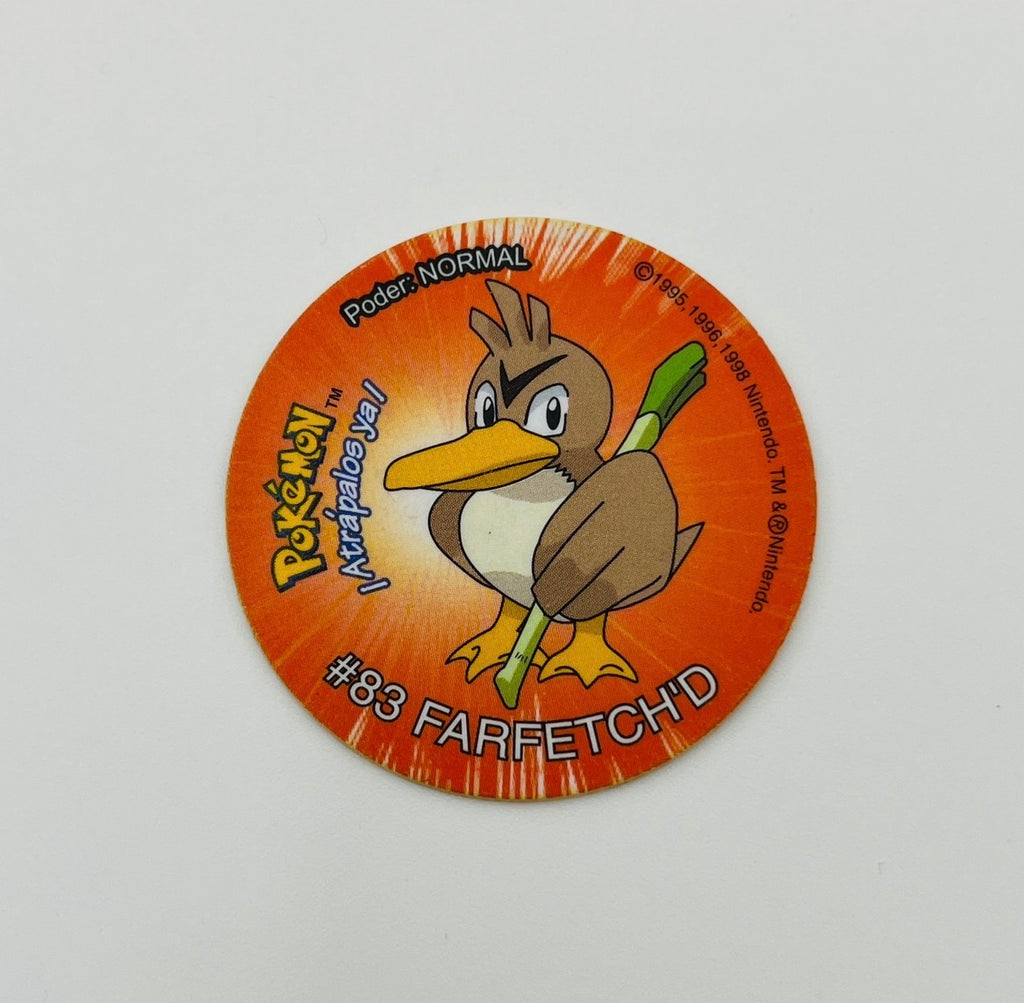 Poder: NORMAL
©1995,1996,1998 Nintendo. TM & ®Nintendo.
POKéMON™
¡Atrápalos ya!
#83 FARFETCH'D